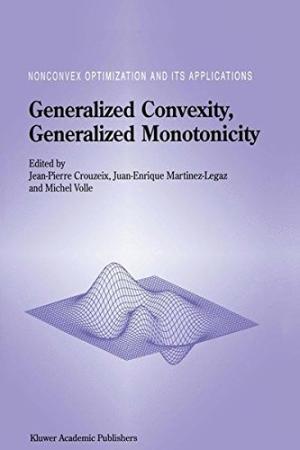 NONCONVEX OPTIMIZATION AND ITS APPLICATIONS
Generalized Convexity,
Generalized Monotonicity
Edited by
Jean-Pierre Crouzeix, Juan-Enrique Martinez-Legaz
and Michel Volle
Kluwer Academic Publishers